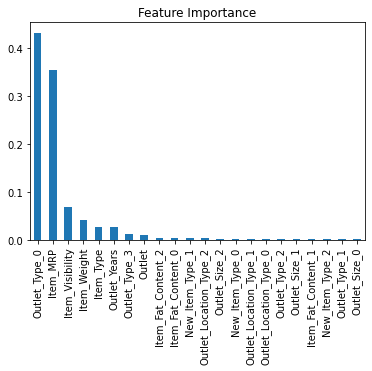 Feature Importance
0.4
0.3
0.2
0.1
0.0
Outlet_Type_0
Item_MRP
Item_Visibility
Item_Weight
Item_Type
Outlet_Years
Outlet_Type_3
Outlet
Item_Fat_Content_2
Item_Fat_Content_0
New_Item_Type_1
Outlet_Location_Type_2
Outlet_Size_2
New_Item_Type_0
Outlet_Location_Type_1
Outlet_Location_Type_0
Outlet_Type_2
Outlet_Size_1
Item_Fat_Content_1
New_Item_Type_2
Outlet_Type_1
Outlet_Size_0